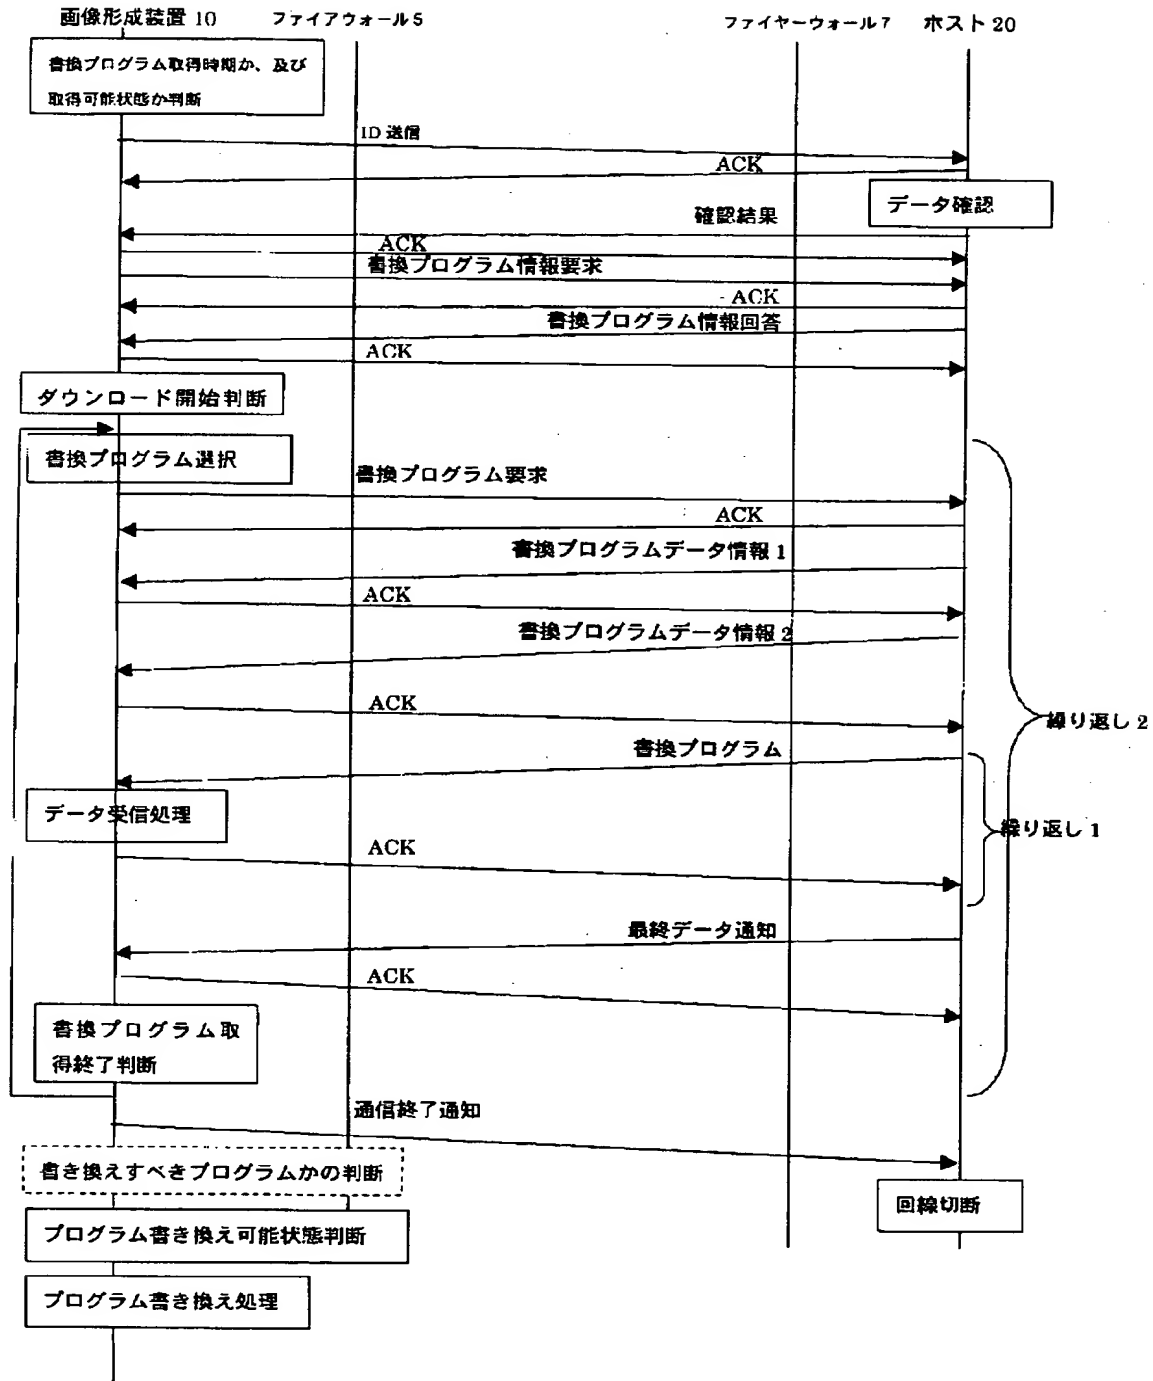 画像形成装置 10
ファイアウォール 5
ファイヤーウォール 7
ホスト 20
書換プログラム取得時期か、及び
取得可能状態か判断
ID 送信
ACK
データ確認
確認結果
ACK
書換プログラム情報要求
ACK
書換プログラム情報回答
ACK
ダウンロード開始判断
書換プログラム選択
書換プログラム要求
ACK
書換プログラムデータ情報 1
ACK
書換プログラムデータ情報 2
ACK
繰り返し 2
書換プログラム
データ受信処理
繰り返し 1
ACK
最終データ通知
ACK
書換プログラム取
得終了判断
通信終了通知
書き換えすべきプログラムかの判断
回線切断
プログラム書き換え可能状態判断
プログラム書き換え処理